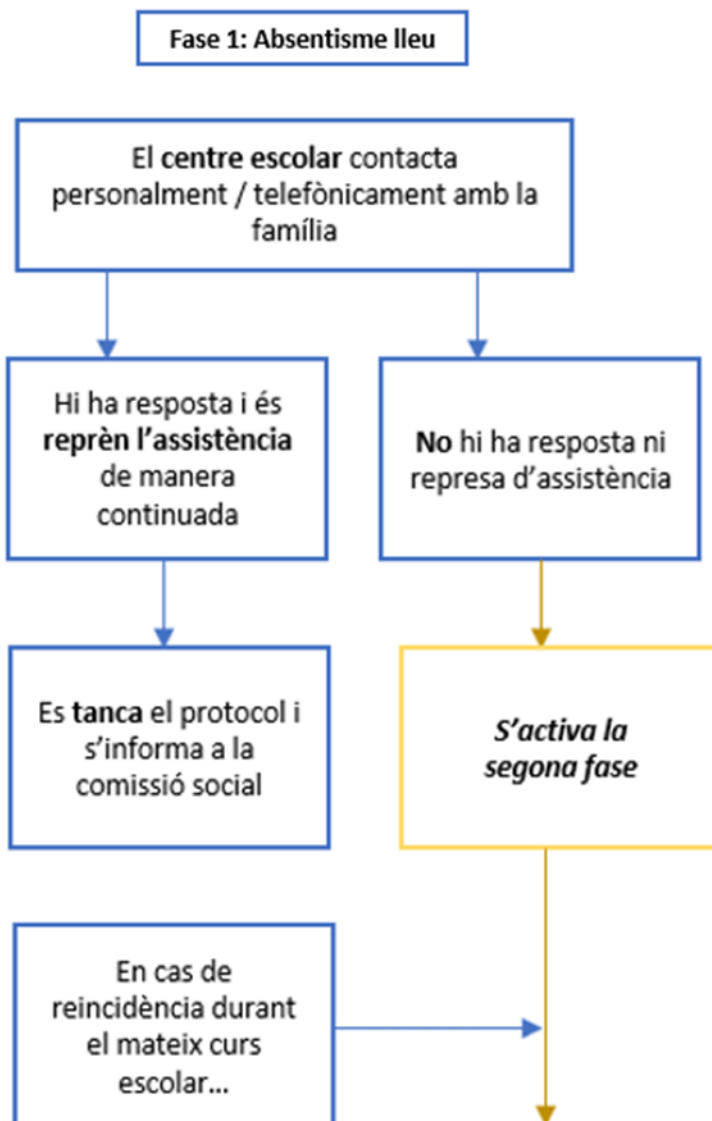 Fase 1: Absentisme lleu
El centre escolar contacta
personalment / telefònicament amb la
família
Hi ha resposta i és
reprèn l’assistència
de manera
continuada
No hi ha resposta ni
represa d’assistència
Es tanca el protocol i
s’informa a la
comissió social
S’activa la
segona fase
En cas de
reincidència durant
el mateix curs
escolar...